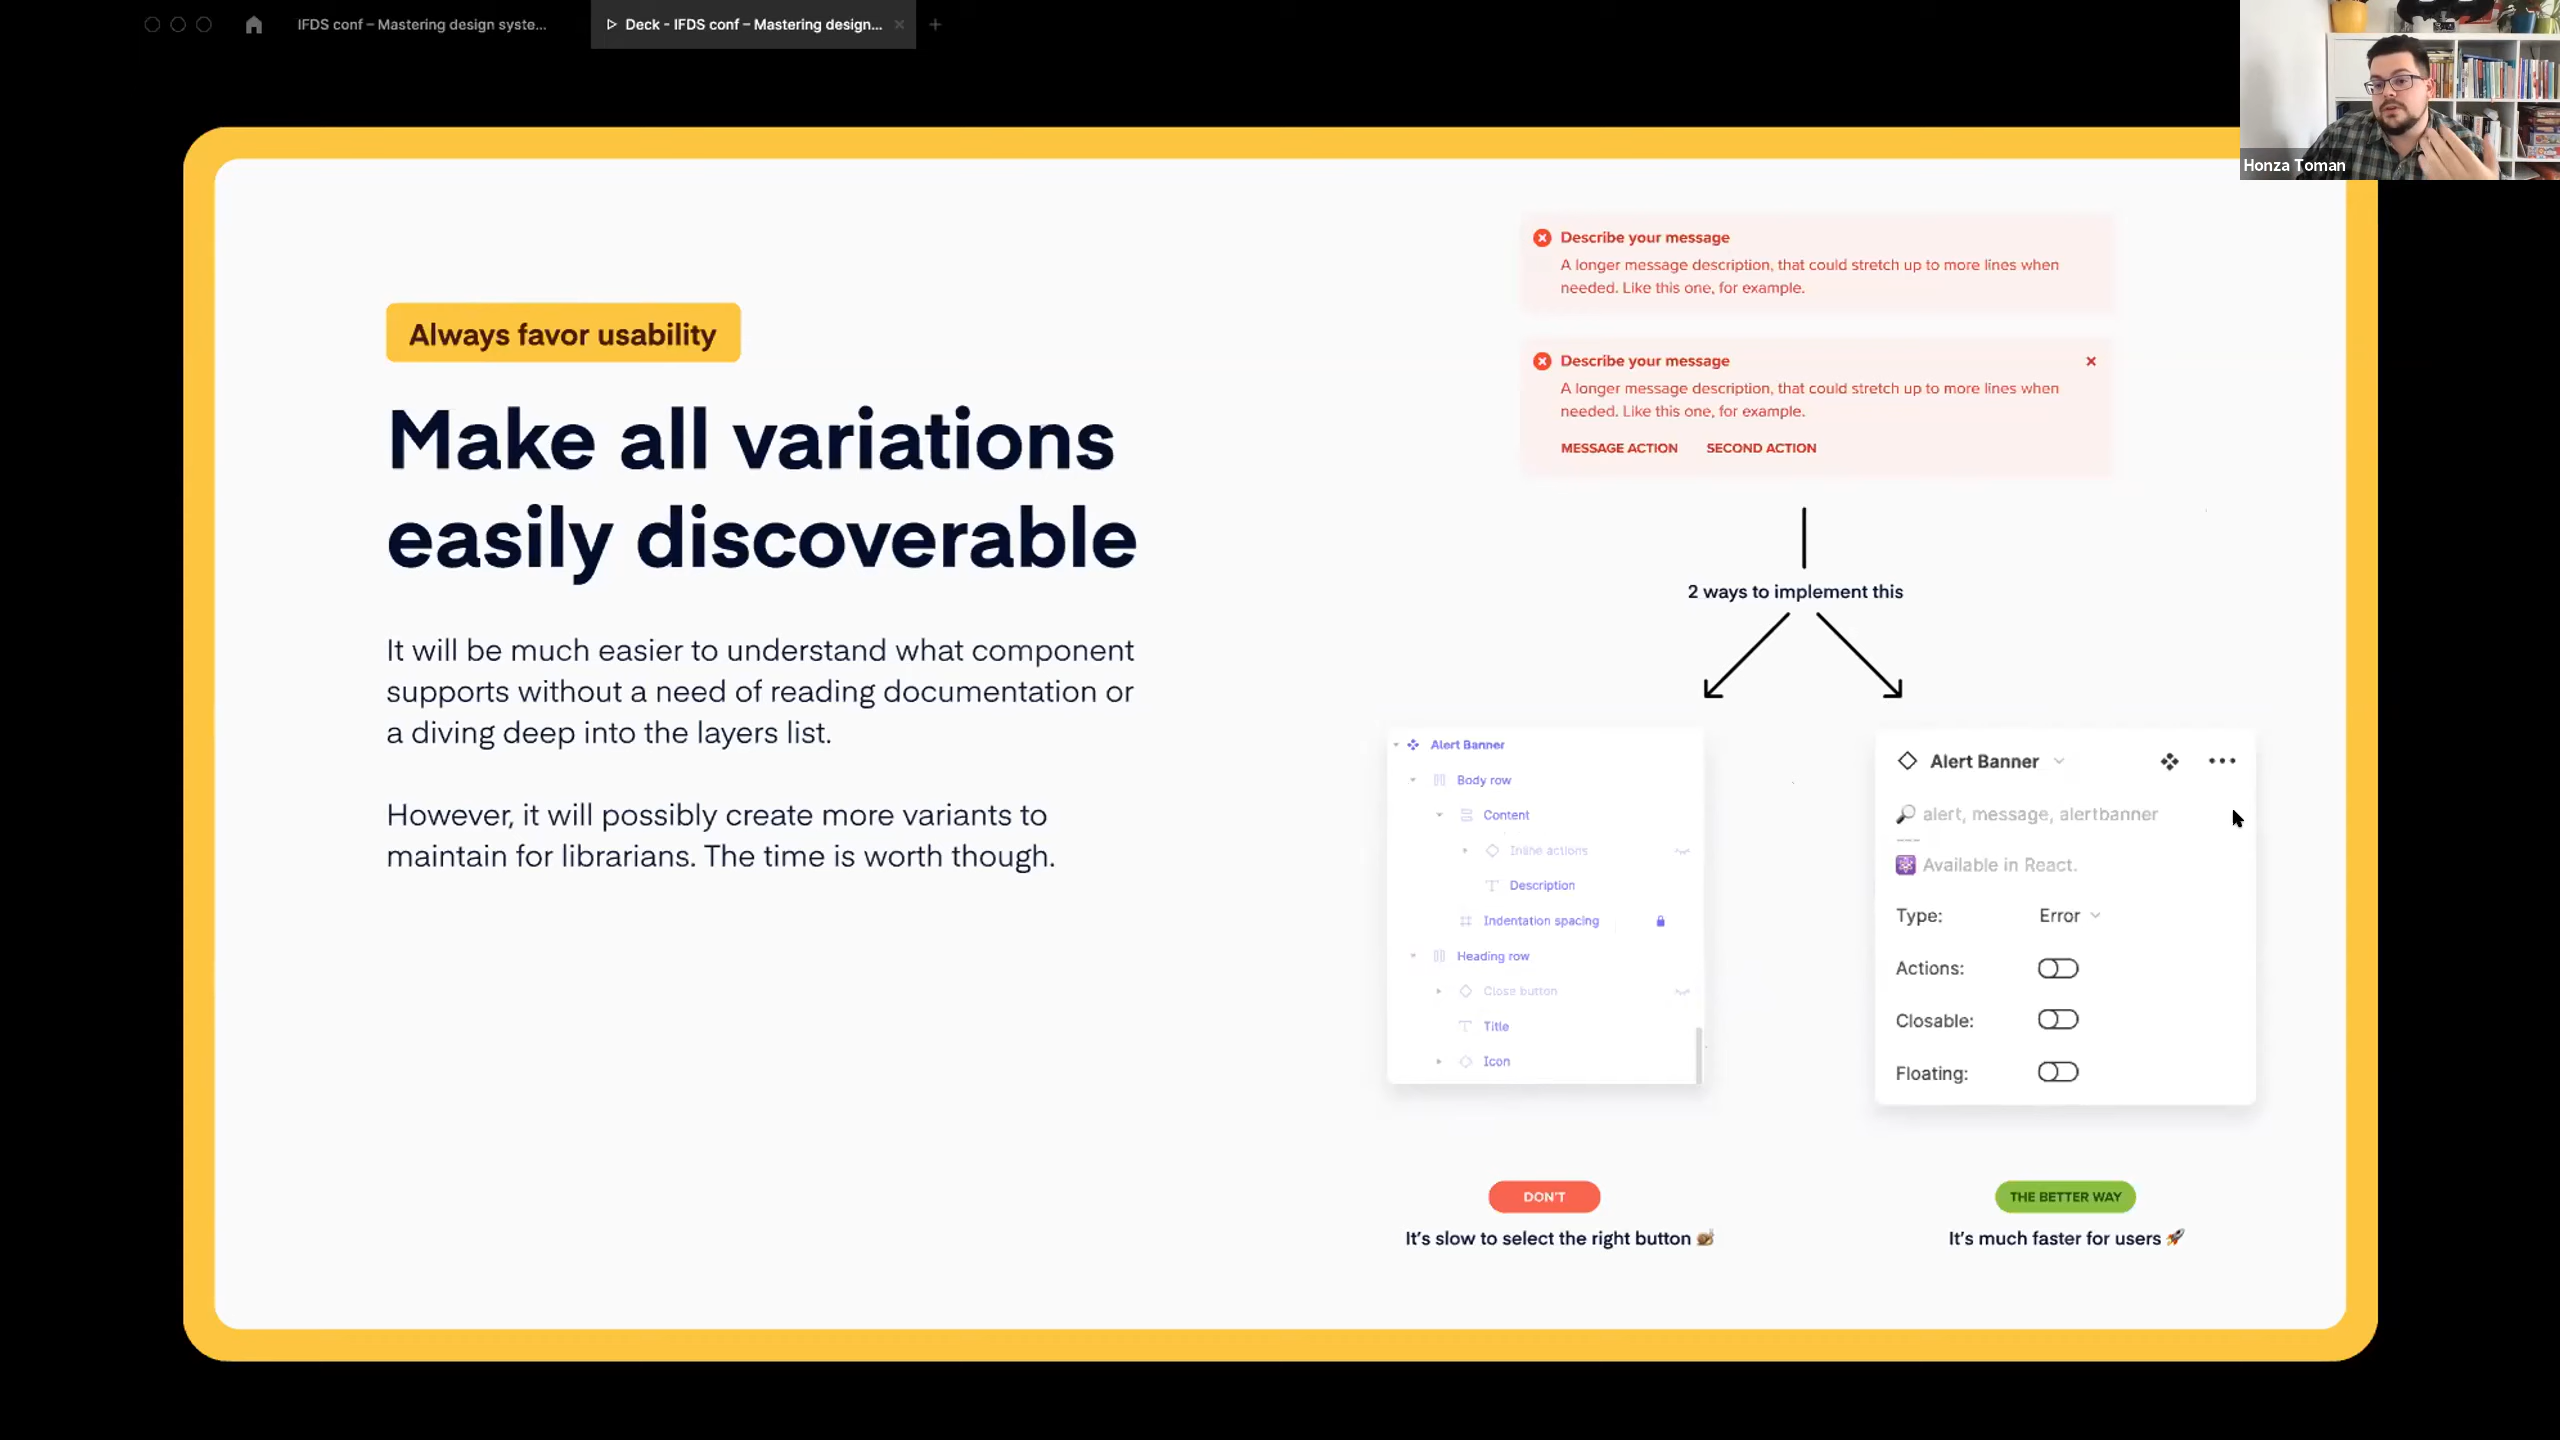 IFDS conf – Mastering design syste...
Deck - IFDS conf – Mastering design...
Honza Toman
Always favor usability
Make all variations
easily discoverable
It will be much easier to understand what component
supports without a need of reading documentation or
a diving deep into the layers list.
However, it will possibly create more variants to
maintain for librarians. The time is worth though.
Describe your message
A longer message description, that could stretch up to more lines when
needed. Like this one, for example.
Describe your message
A longer message description, that could stretch up to more lines when
needed. Like this one, for example.
MESSAGE ACTION SECOND ACTION
2 ways to implement this
Alert Banner
Body row
Content
Inline actions
Description
Indentation spacing
Heading row
Close button
Title
Icon
DON'T
It's slow to select the right button 🐌
Alert Banner
🔎 alert, message, alertbanner
---
⚛️ Available in React.
Type: Error
Actions:
Closable:
Floating:
THE BETTER WAY
It's much faster for users 🚀